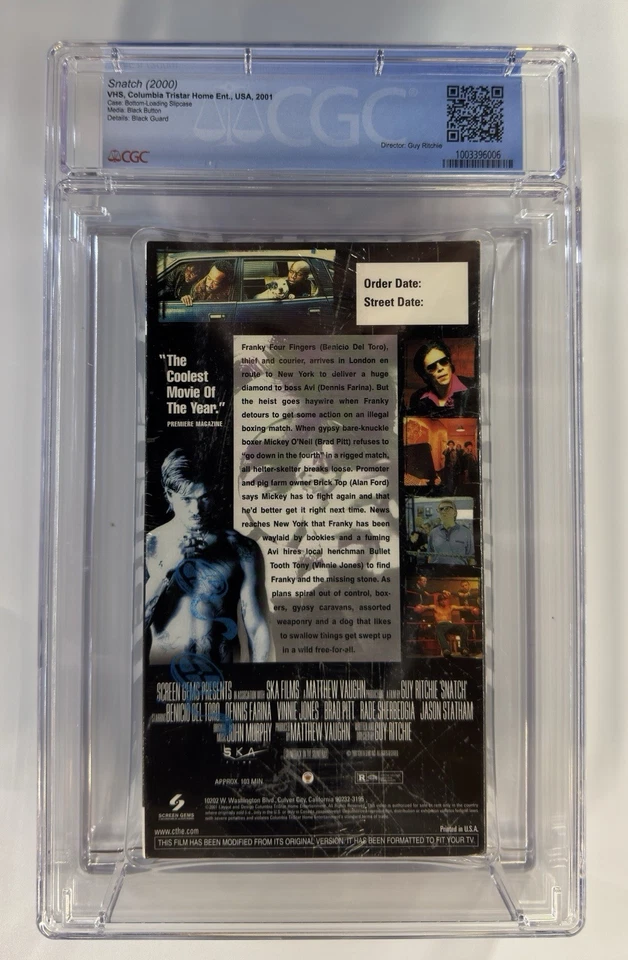 Snatch (2000)
VHS, Columbia Tristar Home Ent., USA, 2001
Case: Bottom-Loading Slipcase
Media: Black Button
Details: Black Guard
CGC
Director: Guy Ritchie
1003396006
CGC
Order Date:
Street Date:
"The
Coolest
Movie Of
The Year."
PREMIERE MAGAZINE
Franky Four Fingers (Benicio Del Toro),
thief and courier, arrives in London en
route to New York to deliver a huge
diamond to boss Avi (Dennis Farina). But
the heist goes haywire when Franky
detours to get some action on an illegal
boxing match. When gypsy bare-knuckle
boxer Mickey O'Neil (Brad Pitt) refuses to
"go down in the fourth" in a rigged match,
all helter-skelter breaks loose. Promoter
and pig farm owner Brick Top (Alan Ford)
says Mickey has to fight again and that
he'd better get it right next time. News
reaches New York that Franky has been
waylaid by bookies and a fuming
Avi hires local henchman Bullet
Tooth Tony (Vinnie Jones) to find
Franky and the missing stone. As
plans spiral out of control, box-
ers, gypsy caravans, assorted
weaponry and a dog that likes
to swallow things get swept up
in a wild free-for-all.
SCREEN GEMS PRESENTS IN ASSOCIATION WITH SKA FILMS A MATTHEW VAUGHN GUY RITCHIE 'SNATCH'
BENICIO DEL TORO DENNIS FARINA VINNIE JONES BRAD PITT RADE SHERBEDGIA JASON STATHAM
JOHN MURPHY MATTHEW VAUGHN GUY RITCHIE
SKA
FILMS
APPROX. 103 MIN.
R
SCREEN GEMS
10202 W. Washington Blvd., Culver City, California 90232-3195
www.cthe.com
Printed in U.S.A.
THIS FILM HAS BEEN MODIFIED FROM ITS ORIGINAL VERSION. IT HAS BEEN FORMATTED TO FIT YOUR TV.